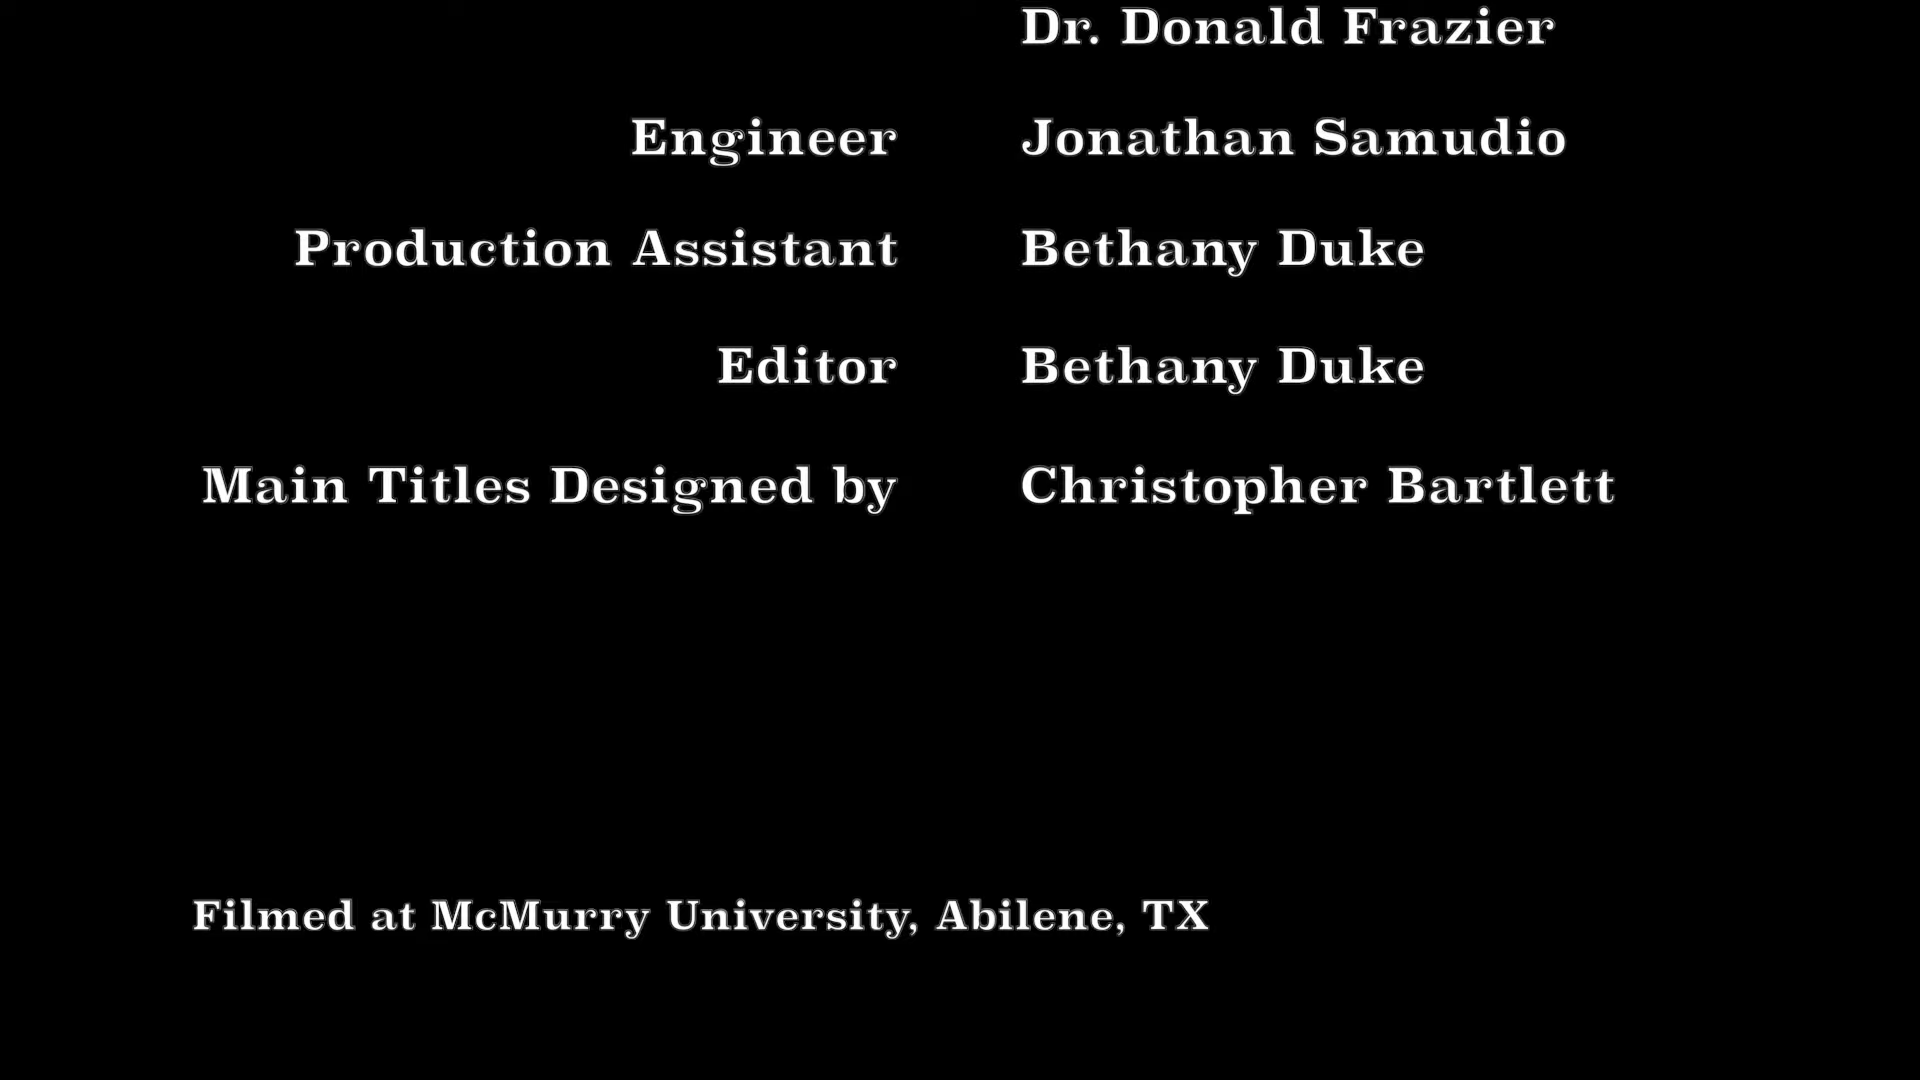 Dr. Donald Frazier
Engineer Jonathan Samudio
Production Assistant Bethany Duke
Editor Bethany Duke
Main Titles Designed by Christopher Bartlett
Filmed at McMurry University, Abilene, TX